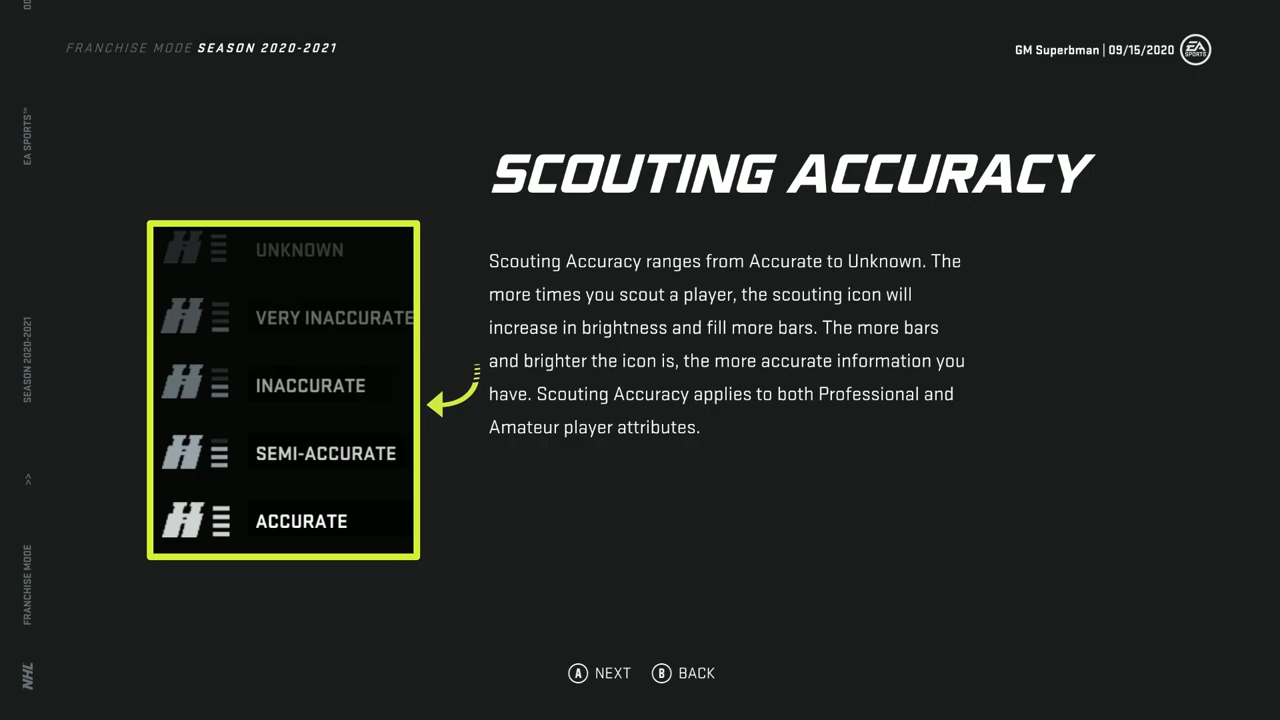 FRANCHISE MODE SEASON 2020-2021
GM Superbman | 09/15/2020
EA SPORTS
SCOUTING ACCURACY
UNKNOWN
VERY INACCURATE
INACCURATE
SEMI-ACCURATE
ACCURATE
Scouting Accuracy ranges from Accurate to Unknown. The
more times you scout a player, the scouting icon will
increase in brightness and fill more bars. The more bars
and brighter the icon is, the more accurate information you
have. Scouting Accuracy applies to both Professional and
Amateur player attributes.
A NEXT B BACK
NHL FRANCHISE MODE >> SEASON 2020-2021 EA SPORTS™